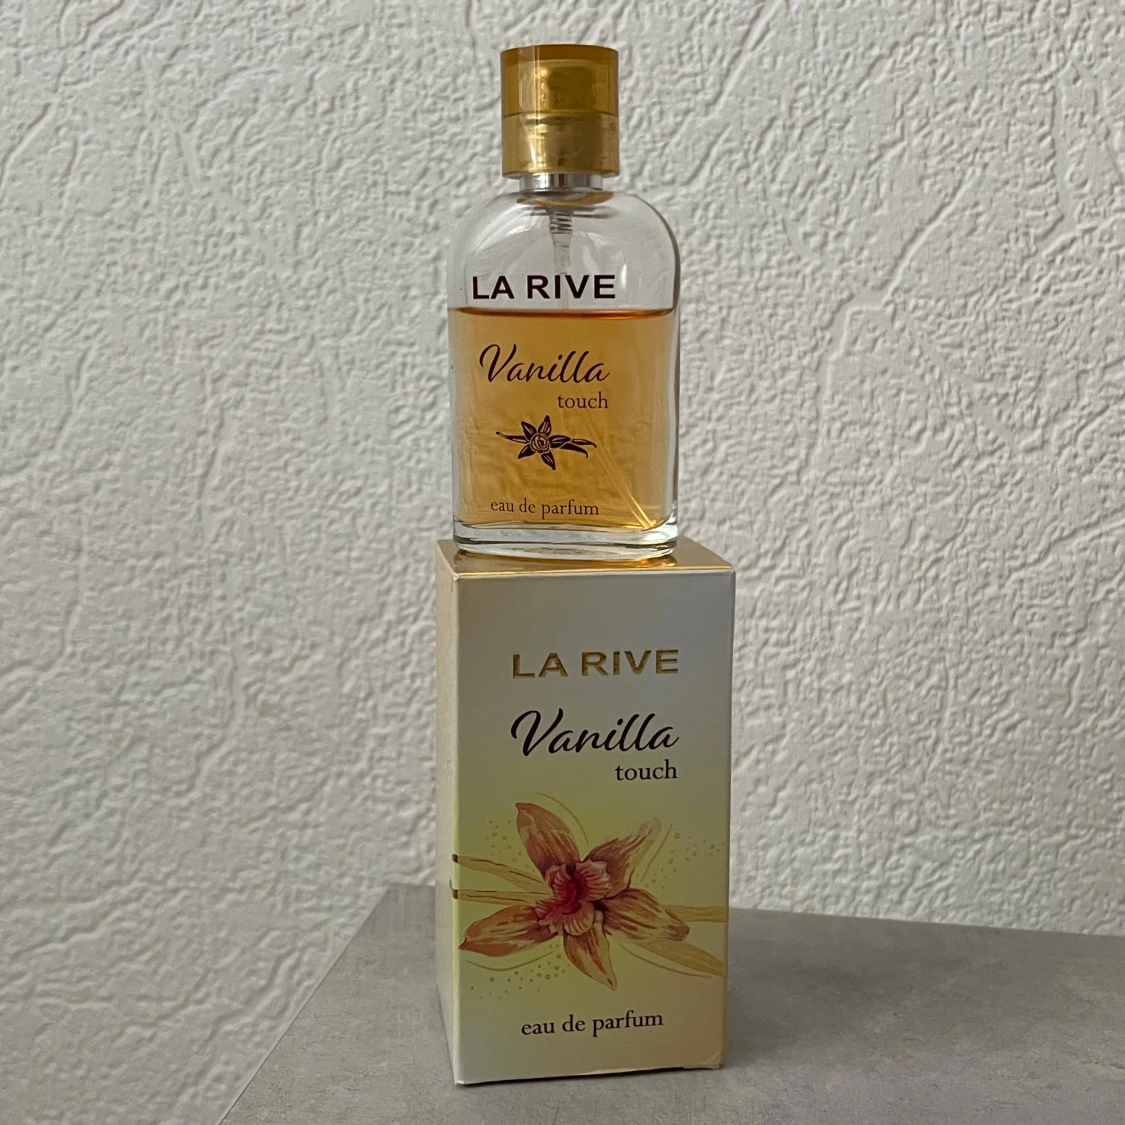 LA RIVE
Vanilla
touch
eau de parfum
LA RIVE
Vanilla
touch
eau de parfum